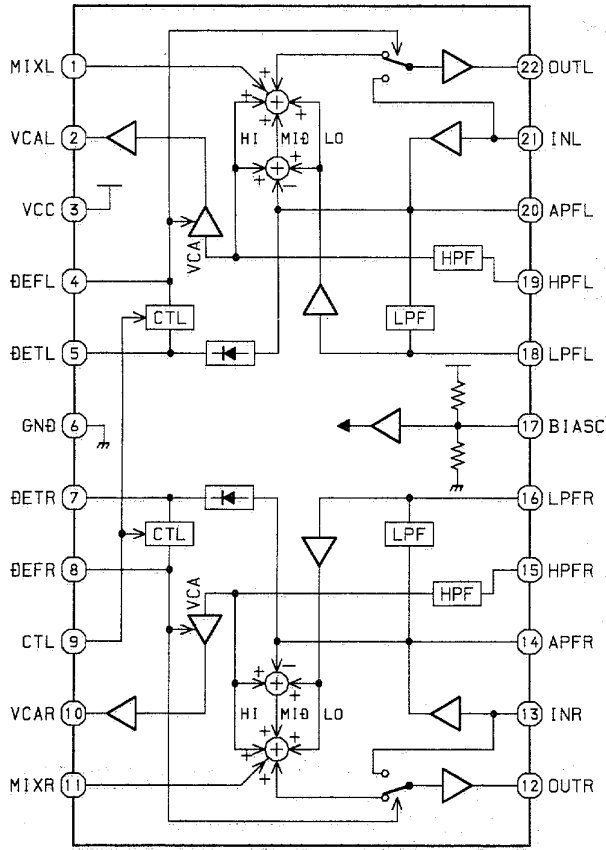 MIXL 1 22 OUTL
+ + + + +
HI MID LO
VCAL 2 21 INL
+ + + −
VCC 3 20 APFL
VCA
HPF
DEFL 4 19 HPFL
CTL LPF
DETL 5 18 LPFL
GND 6 17 BIASC
DETR 7 16 LPFR
CTL LPF
DEFR 8 15 HPFR
VCA
HPF
CTL 9 14 APFR
+ − + +
VCAR 10 13 INR
HI MID LO
+ + + + + +
MIXR 11 12 OUTR